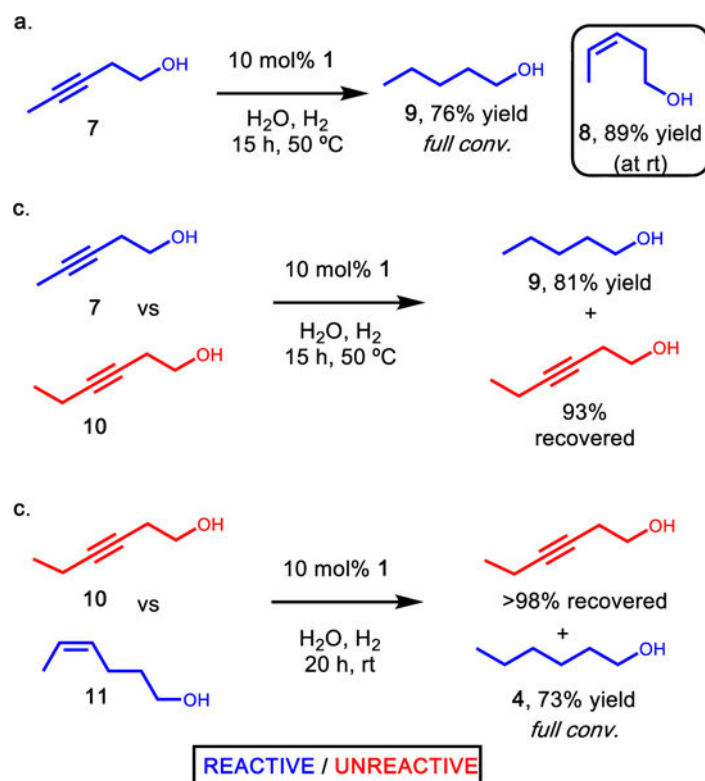 a.
OH
7
10 mol% 1
H₂O, H₂
15 h, 50 ºC
OH
9, 76% yield
full conv.
OH
8, 89% yield
(at rt)
c.
OH
7 vs
OH
10
10 mol% 1
H₂O, H₂
15 h, 50 ºC
OH
9, 81% yield
+
OH
93%
recovered
c.
OH
10 vs
OH
11
10 mol% 1
H₂O, H₂
20 h, rt
OH
>98% recovered
+
OH
4, 73% yield
full conv.
REACTIVE / UNREACTIVE